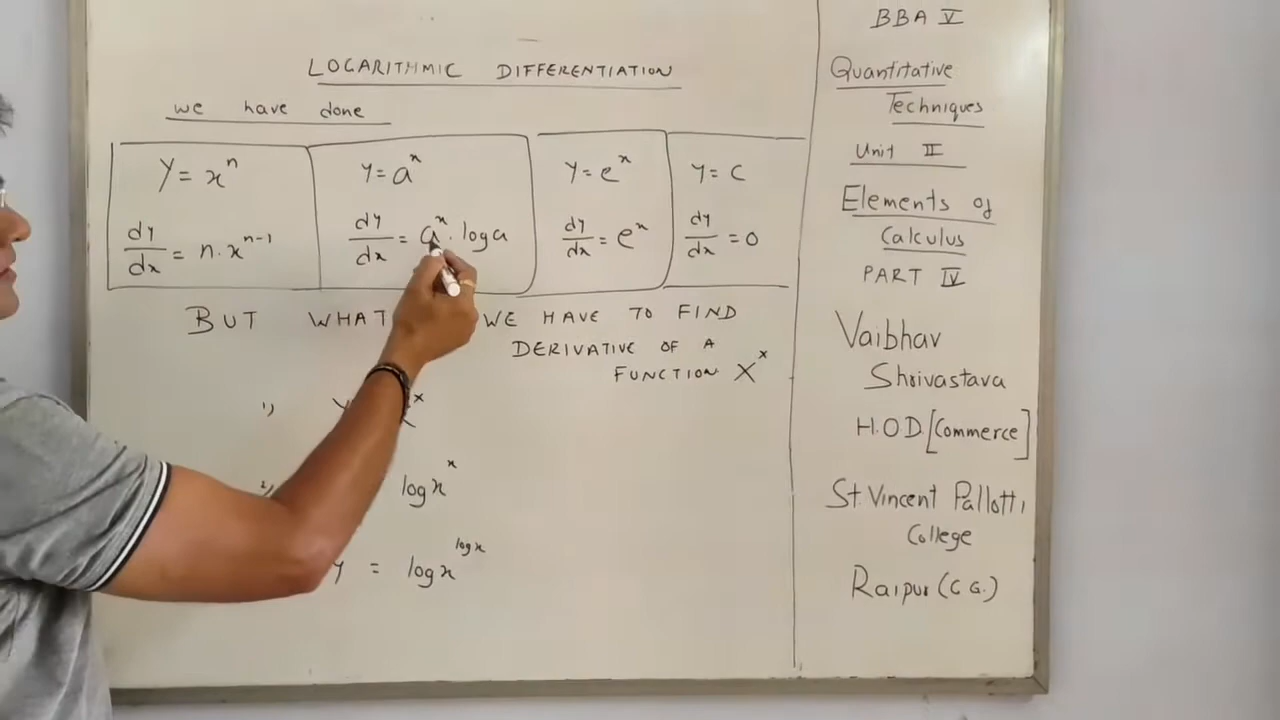 LOGARITHMIC DIFFERENTIATION
we have done
y = x^n
dy/dx = n·x^(n-1)
y = a^x
dy/dx = a^x · log a
y = e^x
dy/dx = e^x
y = c
dy/dx = 0
BUT WHAT WE HAVE TO FIND
DERIVATIVE OF A
FUNCTION X^x
1)
log x^x
y = log x^(log x)
BBA V
Quantitative
Techniques
Unit II
Elements of
Calculus
PART IV
Vaibhav
Shrivastava
H.O.D. [Commerce]
St. Vincent Pallotti
College
Raipur (C.G.)